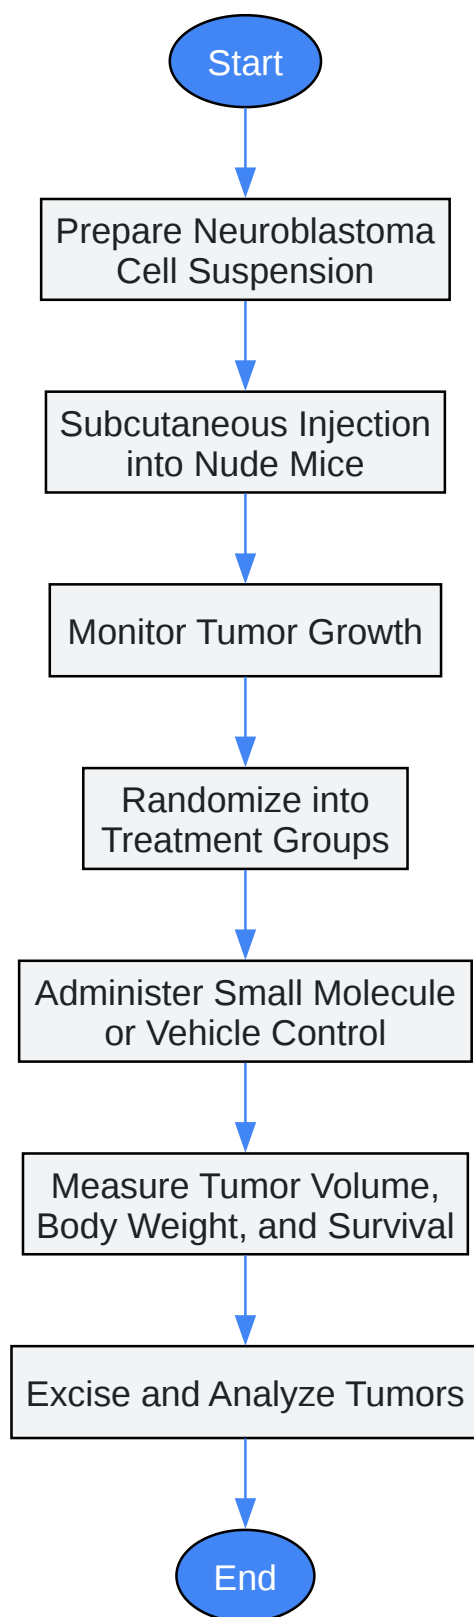 Start
Prepare Neuroblastoma
Cell Suspension
Subcutaneous Injection
into Nude Mice
Monitor Tumor Growth
Randomize into
Treatment Groups
Administer Small Molecule
or Vehicle Control
Measure Tumor Volume,
Body Weight, and Survival
Excise and Analyze Tumors
End